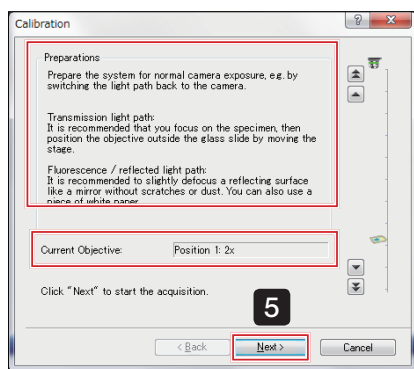 Calibration
Preparations
Prepare the system for normal camera exposure, e.g. by
switching the light path back to the camera.
Transmission light path:
It is recommended that you focus on the specimen, then
position the objective outside the glass slide by moving the
stage.
Fluorescence / reflected light path:
It is recommended to slightly defocus a reflecting surface
like a mirror without scratches or dust. You can also use a
piece of white paper.
Current Objective: Position 1: 2x
Click "Next" to start the acquisition.
5
< Back Next > Cancel